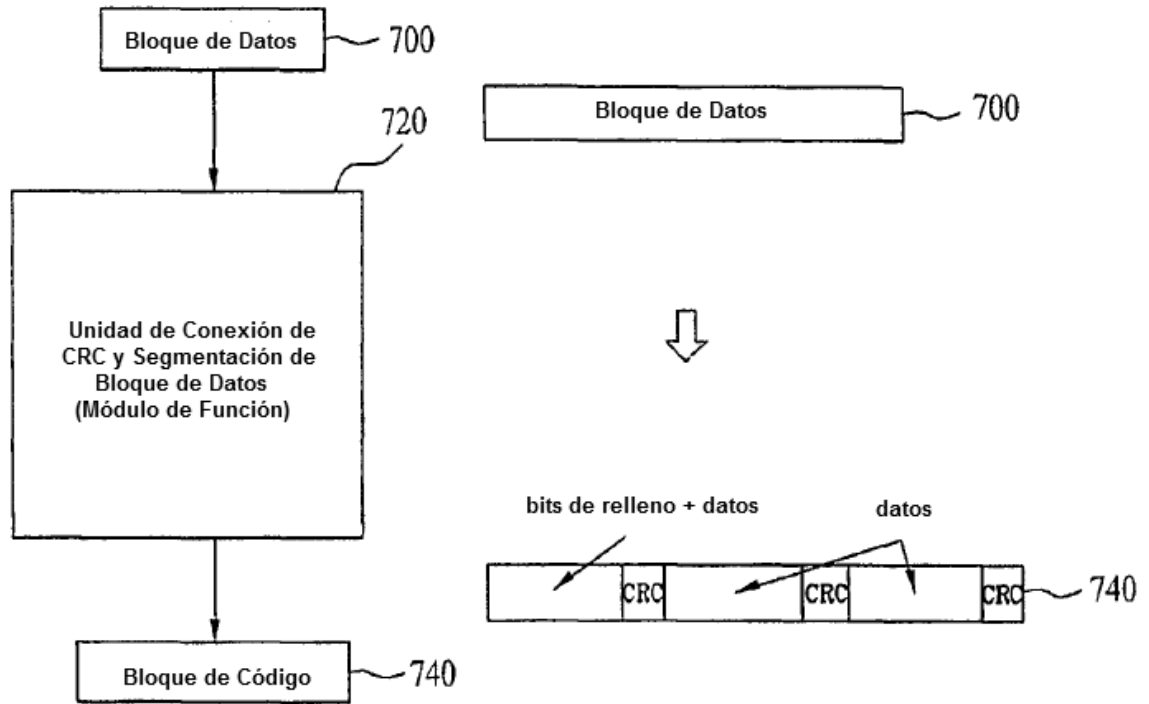 Bloque de Datos
700
Bloque de Datos
700
720
Unidad de Conexión de
CRC y Segmentación de
Bloque de Datos
(Módulo de Función)
bits de relleno + datos
datos
CRC
CRC
CRC
740
Bloque de Código
740